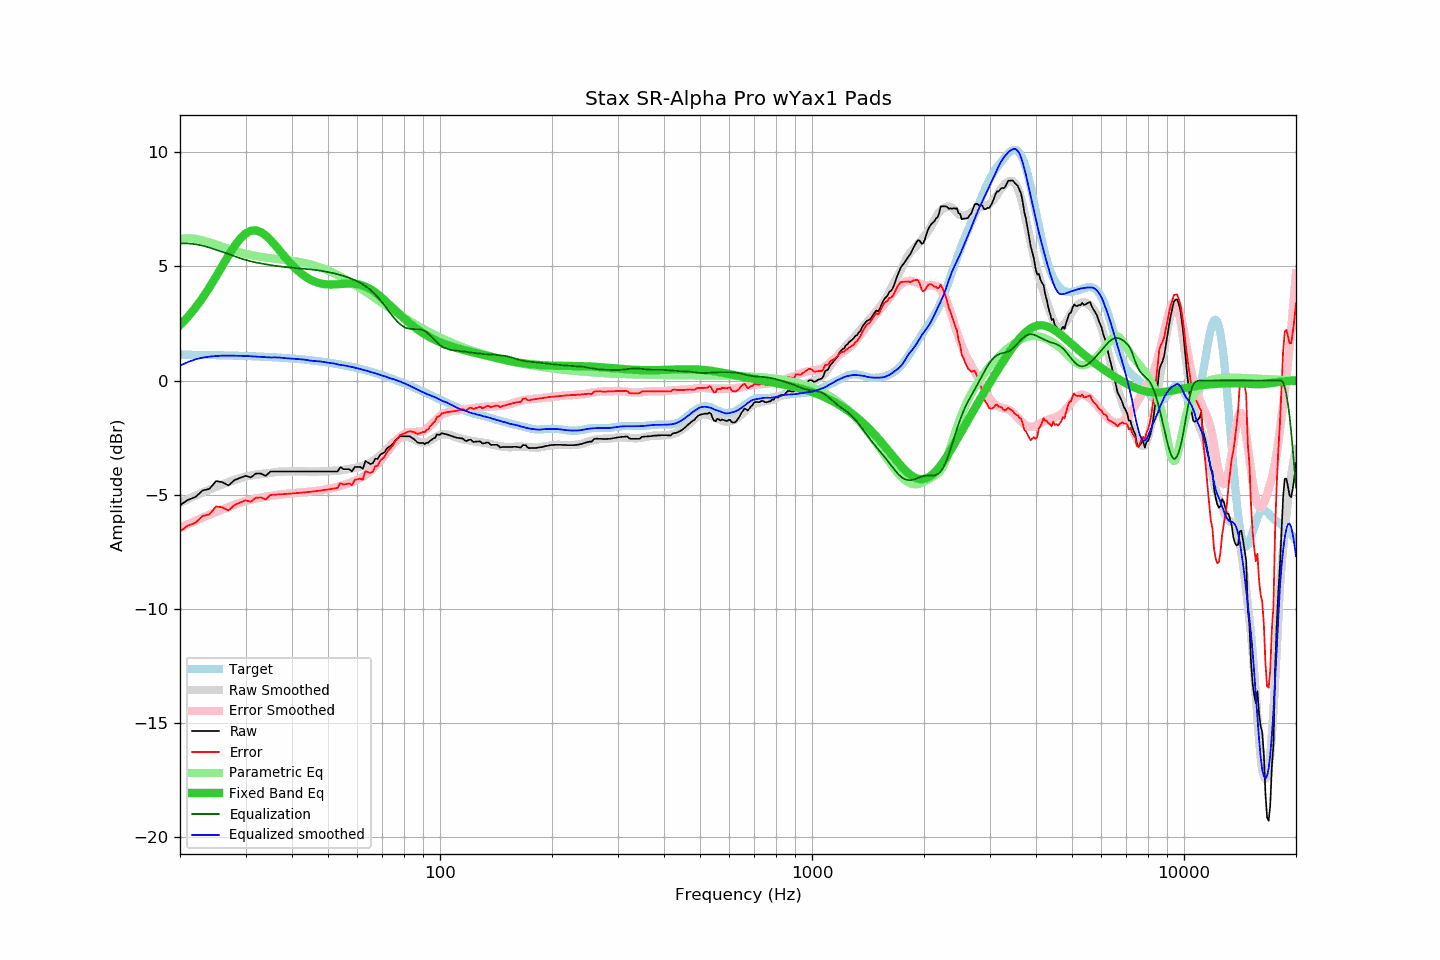 Stax SR-Alpha Pro wYax1 Pads
Amplitude (dBr)
10
5
0
−5
−10
−15
−20
Target
Raw Smoothed
Error Smoothed
Raw
Error
Parametric Eq
Fixed Band Eq
Equalization
Equalized smoothed
100
1000
10000
Frequency (Hz)